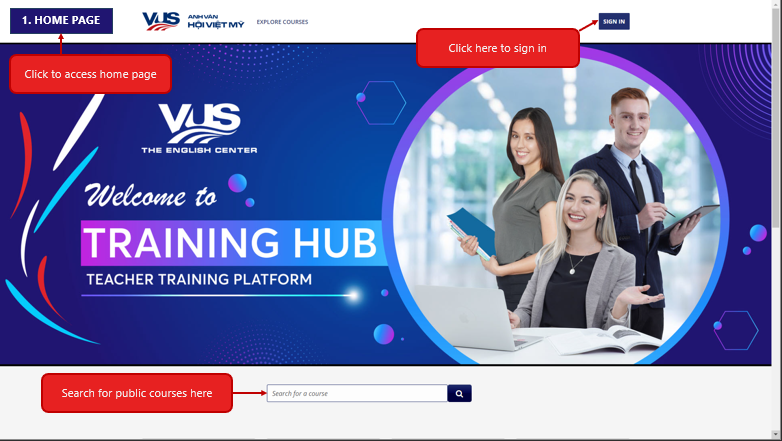 1. HOME PAGE
VUS ANH VĂN
HỘI VIỆT MỸ
EXPLORE COURSES
SIGN IN
Click here to sign in
Click to access home page
VUS
THE ENGLISH CENTER
Welcome to
TRAINING HUB
TEACHER TRAINING PLATFORM
Search for public courses here
Search for a course